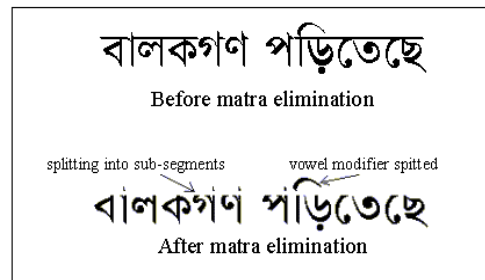 বালকগণ পড়িতেছে
Before matra elimination
splitting into sub-segments vowel modifier spitted
বালকগণ পড়িতেছে
After matra elimination